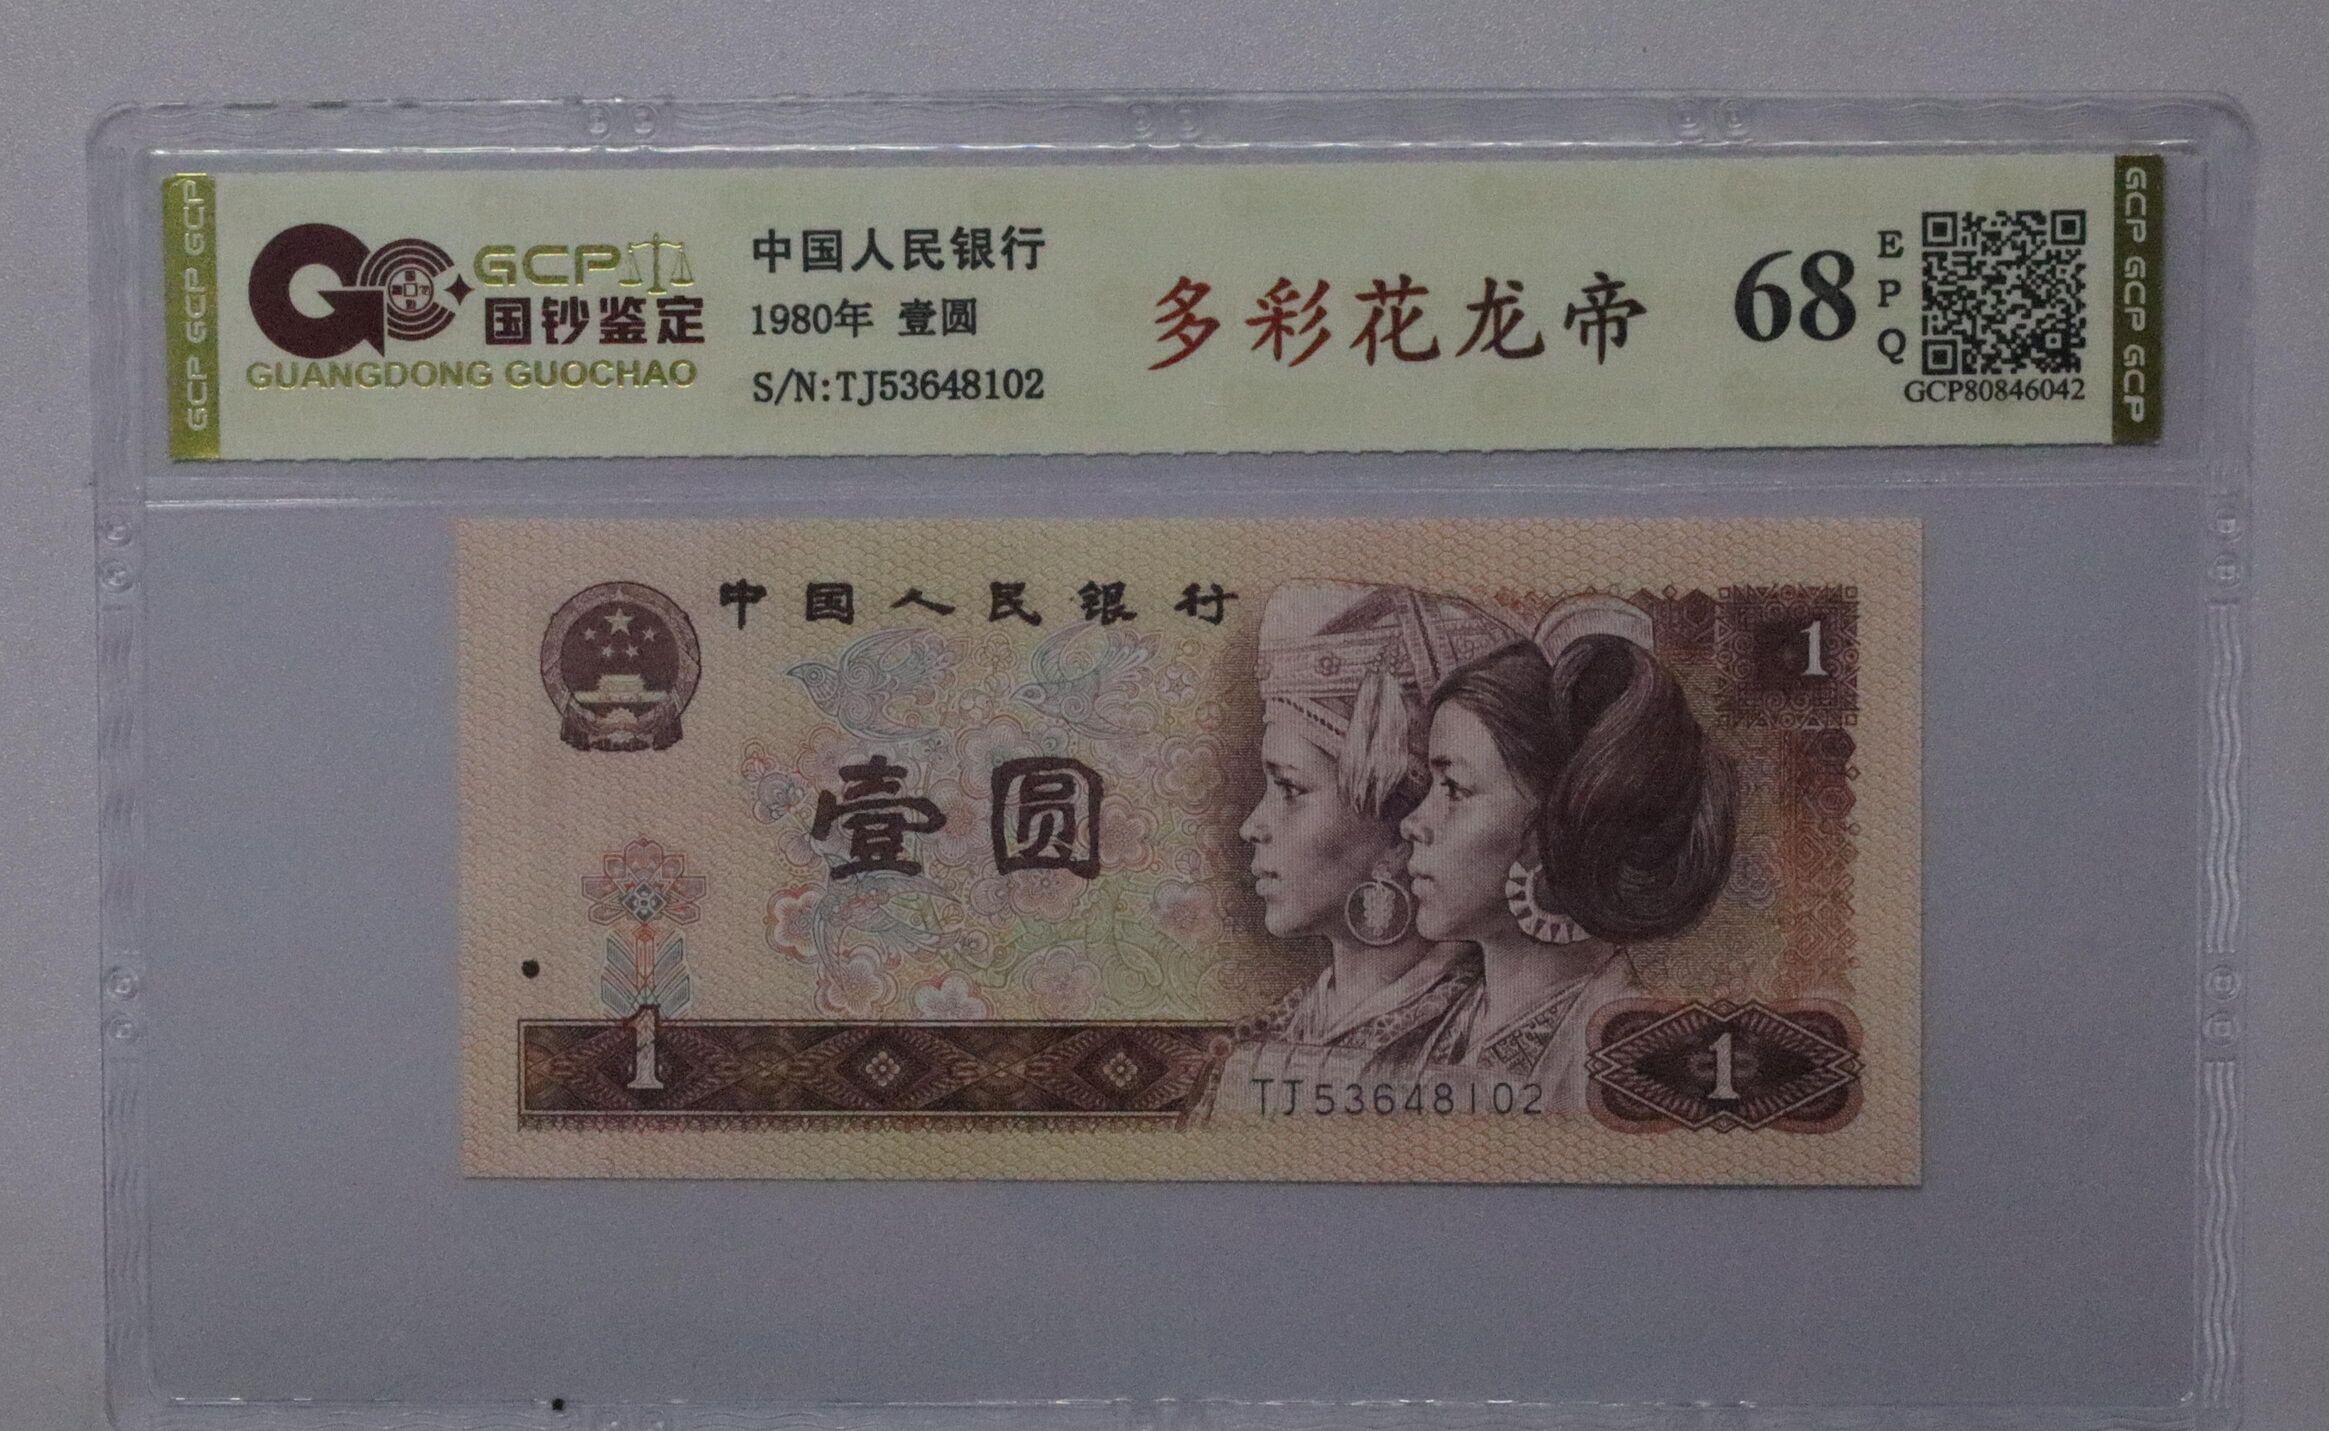 GCP GCP GCP
GCP
国钞鉴定
GUANGDONG GUOCHAO
中国人民银行
1980年 壹圆
S/N:TJ53648102
多彩花龙帝
68
EPQ
GCP80846042
GCP GCP GCP
中国人民银行
1
壹圆
1
TJ53648102
1